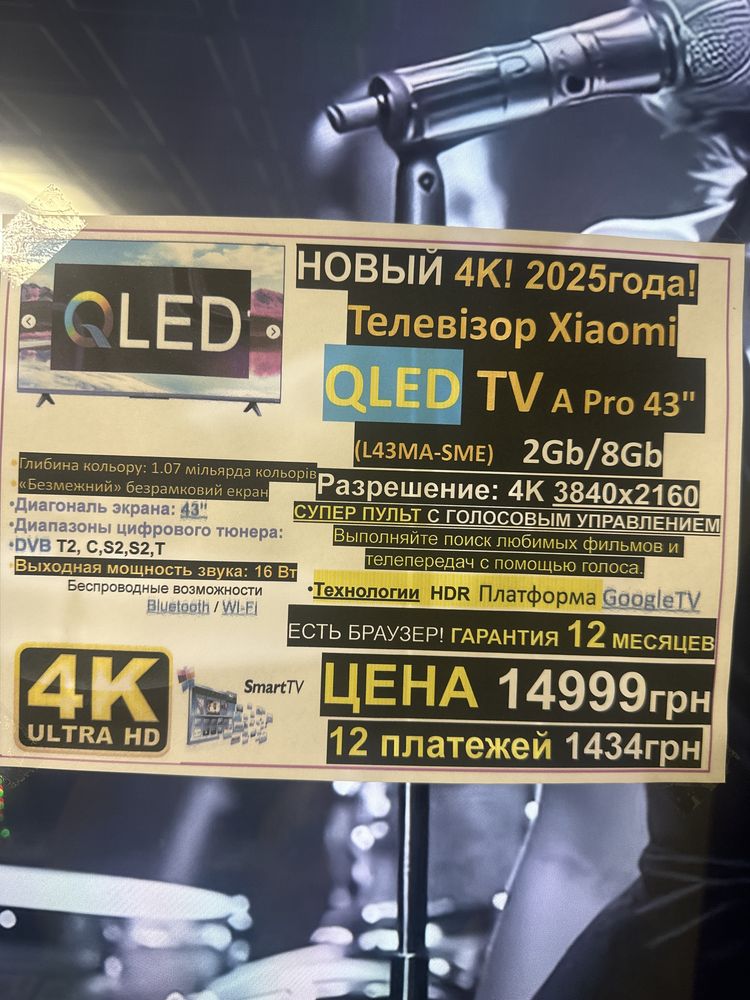 QLED
НОВЫЙ 4K! 2025года!
Телевізор Xiaomi
QLED TV A Pro 43"
(L43MA-SME) 2Gb/8Gb
Разрешение: 4K 3840x2160
СУПЕР ПУЛЬТ С ГОЛОСОВЫМ УПРАВЛЕНИЕМ
Выполняйте поиск любимых фильмов и
телепередач с помощью голоса.
•Технологии HDR Платформа GoogleTV
ЕСТЬ БРАУЗЕР! ГАРАНТИЯ 12 МЕСЯЦЕВ
ЦЕНА 14999грн
12 платежей 1434грн
•Глибина кольору: 1.07 мільярда кольорів
•«Безмежний» безрамковий екран
•Диагональ экрана: 43"
•Диапазоны цифрового тюнера:
•DVB T2, C,S2,S2,T
•Выходная мощность звука: 16 Вт
Беспроводные возможности
Bluetooth / Wi-Fi
4K
ULTRA HD
SmartTV